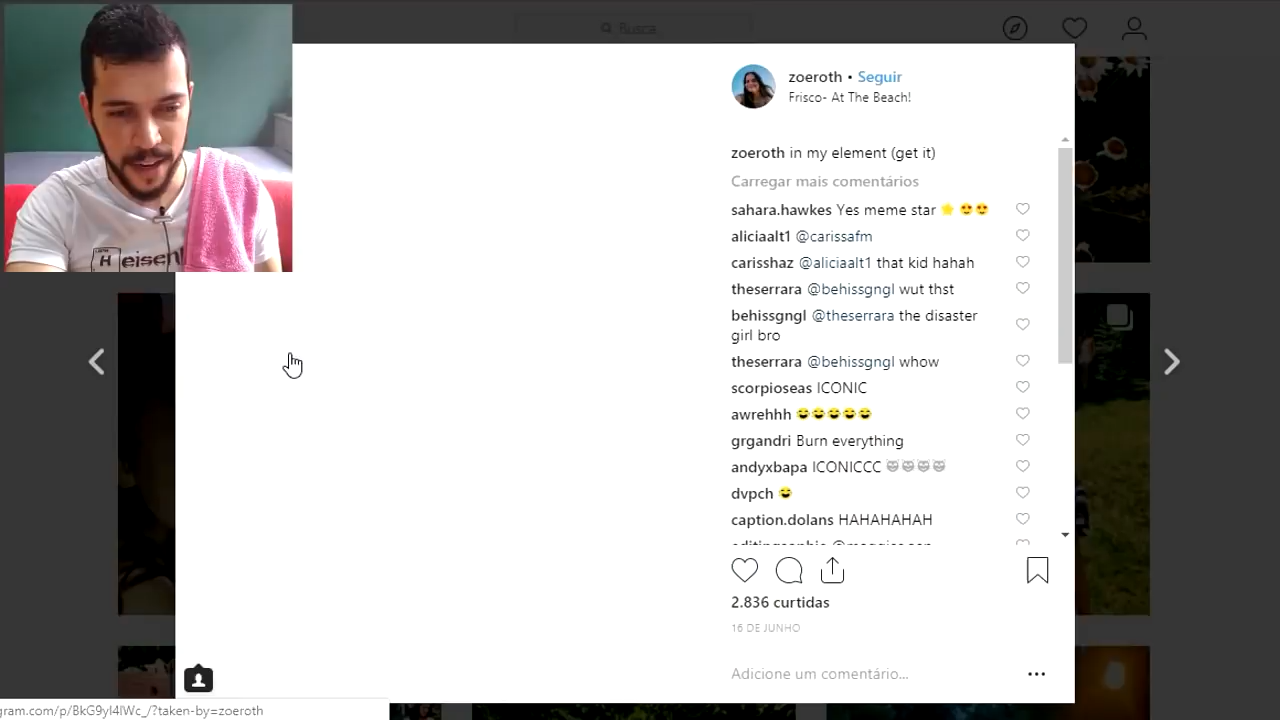 Busca
zoeroth • Seguir
Frisco- At The Beach!
zoeroth in my element (get it)
Carregar mais comentários
sahara.hawkes Yes meme star ⭐ 😍😍
aliciaalt1 @carissafm
carisshaz @aliciaalt1 that kid hahah
theserrara @behissgngl wut thst
behissgngl @theserrara the disaster
girl bro
theserrara @behissgngl whow
scorpioseas ICONIC
awrehhh 😂😂😂😂😂
grgandri Burn everything
andyxbapa ICONICCC
dvpch 😂
caption.dolans HAHAHAHAH
2.836 curtidas
16 DE JUNHO
Adicione um comentário...
gram.com/p/BkG9yl4lWc_/?taken-by=zoeroth
H eisen